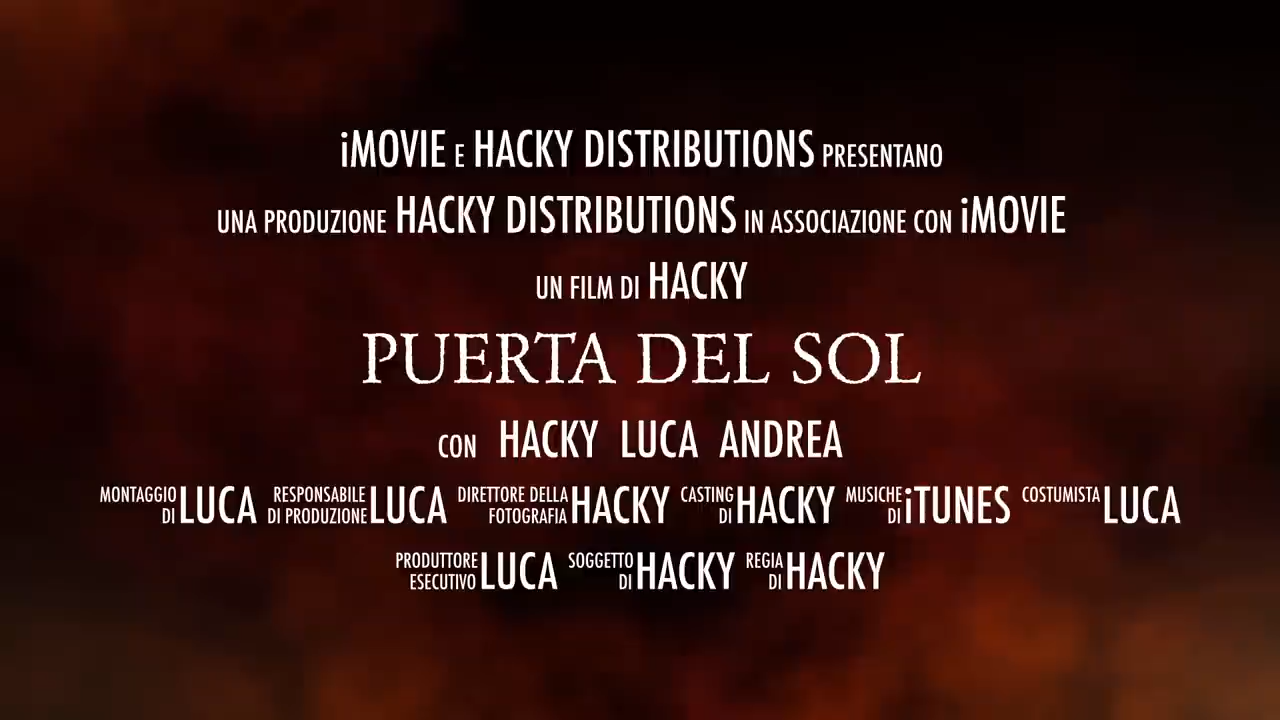 iMOVIE E HACKY DISTRIBUTIONS PRESENTANO
UNA PRODUZIONE HACKY DISTRIBUTIONS IN ASSOCIAZIONE CON iMOVIE
UN FILM DI HACKY
PUERTA DEL SOL
CON HACKY LUCA ANDREA
MONTAGGIO DI LUCA RESPONSABILE DI PRODUZIONE LUCA DIRETTORE DELLA FOTOGRAFIA HACKY CASTING DI HACKY MUSICHE DI iTUNES COSTUMISTA LUCA
PRODUTTORE ESECUTIVO LUCA SOGGETTO DI HACKY REGIA DI HACKY